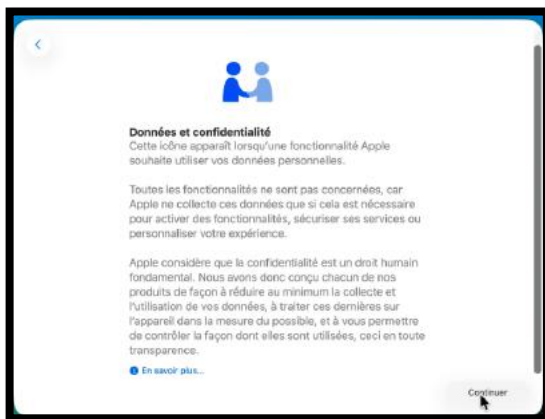 Données et confidentialité
Cette icône apparaît lorsqu'une fonctionnalité Apple
souhaite utiliser vos données personnelles.
Toutes les fonctionnalités ne sont pas concernées, car
Apple ne collecte ces données que si cela est nécessaire
pour activer des fonctionnalités, sécuriser ses services ou
personnaliser votre expérience.
Apple considère que la confidentialité est un droit humain
fondamental. Nous avons donc conçu chacun de nos
produits de façon à réduire au minimum la collecte et
l'utilisation de vos données, à traiter ces dernières sur
l'appareil dans la mesure du possible, et à vous permettre
de contrôler la façon dont elles sont utilisées, ceci en toute
transparence.
En savoir plus...
Continuer